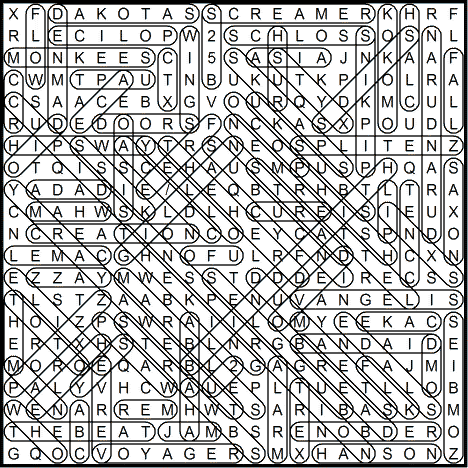 X F D A K O T A S S C R E A M E R K H R F
R L E C I L O P W 2 S C H L O S S O S N L
M O N K E E S C I 5 S A S I A J N K A A F
C W M T P A U T N B U K U T K P I O L R A
C S A A C E B X G V O U R Q Y D K M C U L
R U D E D O O R S F N C K A S X P O U D L
H I P S W A Y T R S N E O S P L I T E N Z
O T Q I S S C E H A U S M P U S P H Q A S
Y A D A D I E / L E Q B T R H B T L T R A
C M A H W S K L D L H C U R E I S I E U X
N C R E A T I O N C O E Y C A T S P N D O
L E M A C G H N O F U L R F N D T H C X N
E Z Z A Y M W E S S T D D D E I R E C S S
T L S T Z A A B K P E N U V A N G E L I S
H O I Z P S W R A I I L O M Y E E K A C S
E R T X H S T E B L N R G B A N D A I D E
M O R O E Q A R B L 2 G A G R E F A J M I
P A L Y V H C W A U E P L T U E T L L O B
W E N A R R E M H W T S A R I B A S K S M
T H E B E A T J A M B S R E N O B D E R O
G Q O C V O Y A G E R S M X H A N S O N Z